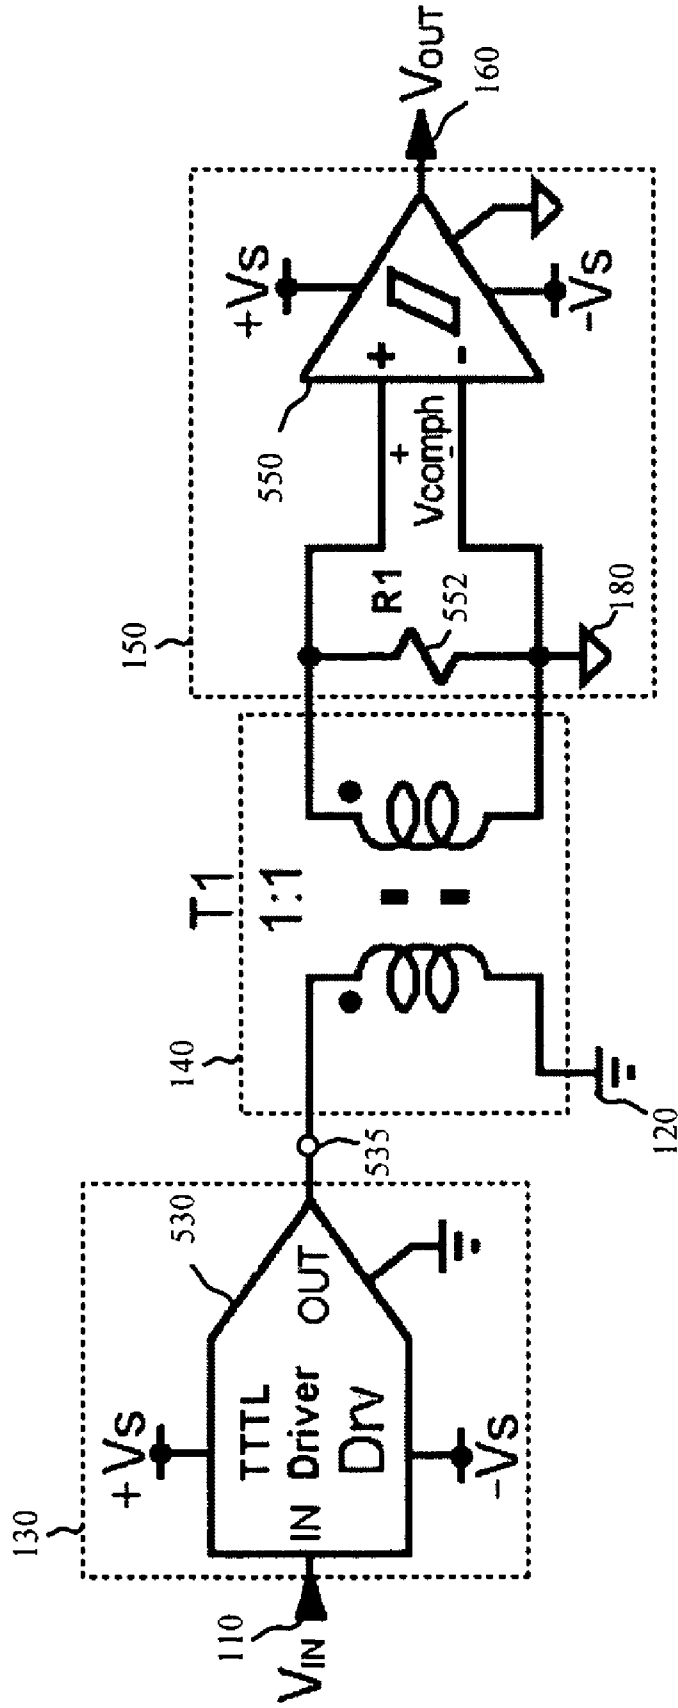 130
+Vs
530
TTTL
IN Driver OUT
Drv
-Vs
110
VIN
535
140
T1
1:1
120
150
R1
552
180
550
+
Vcomph
-
+
-
+Vs
-Vs
VOUT
160